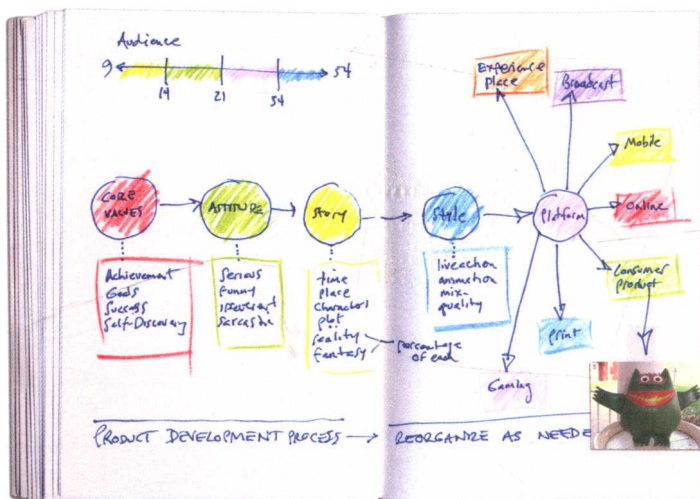 Audience
9
14
21
34
54
CORE
VALUES
ATTITUDE
Story
Style
Platform
Achievement
Goals
Success
Self-Discovery
Serious
Funny
irreverent
Sarcastic
time
place
characters
plot
reality
fantasy
percentage
of each
liveaction
animation
mix-
quality
Experience
place
Broadcast
Mobile
Online
Consumer
product
Print
Gaming
PRODUCT DEVELOPMENT PROCESS → REORGANIZE AS NEEDE